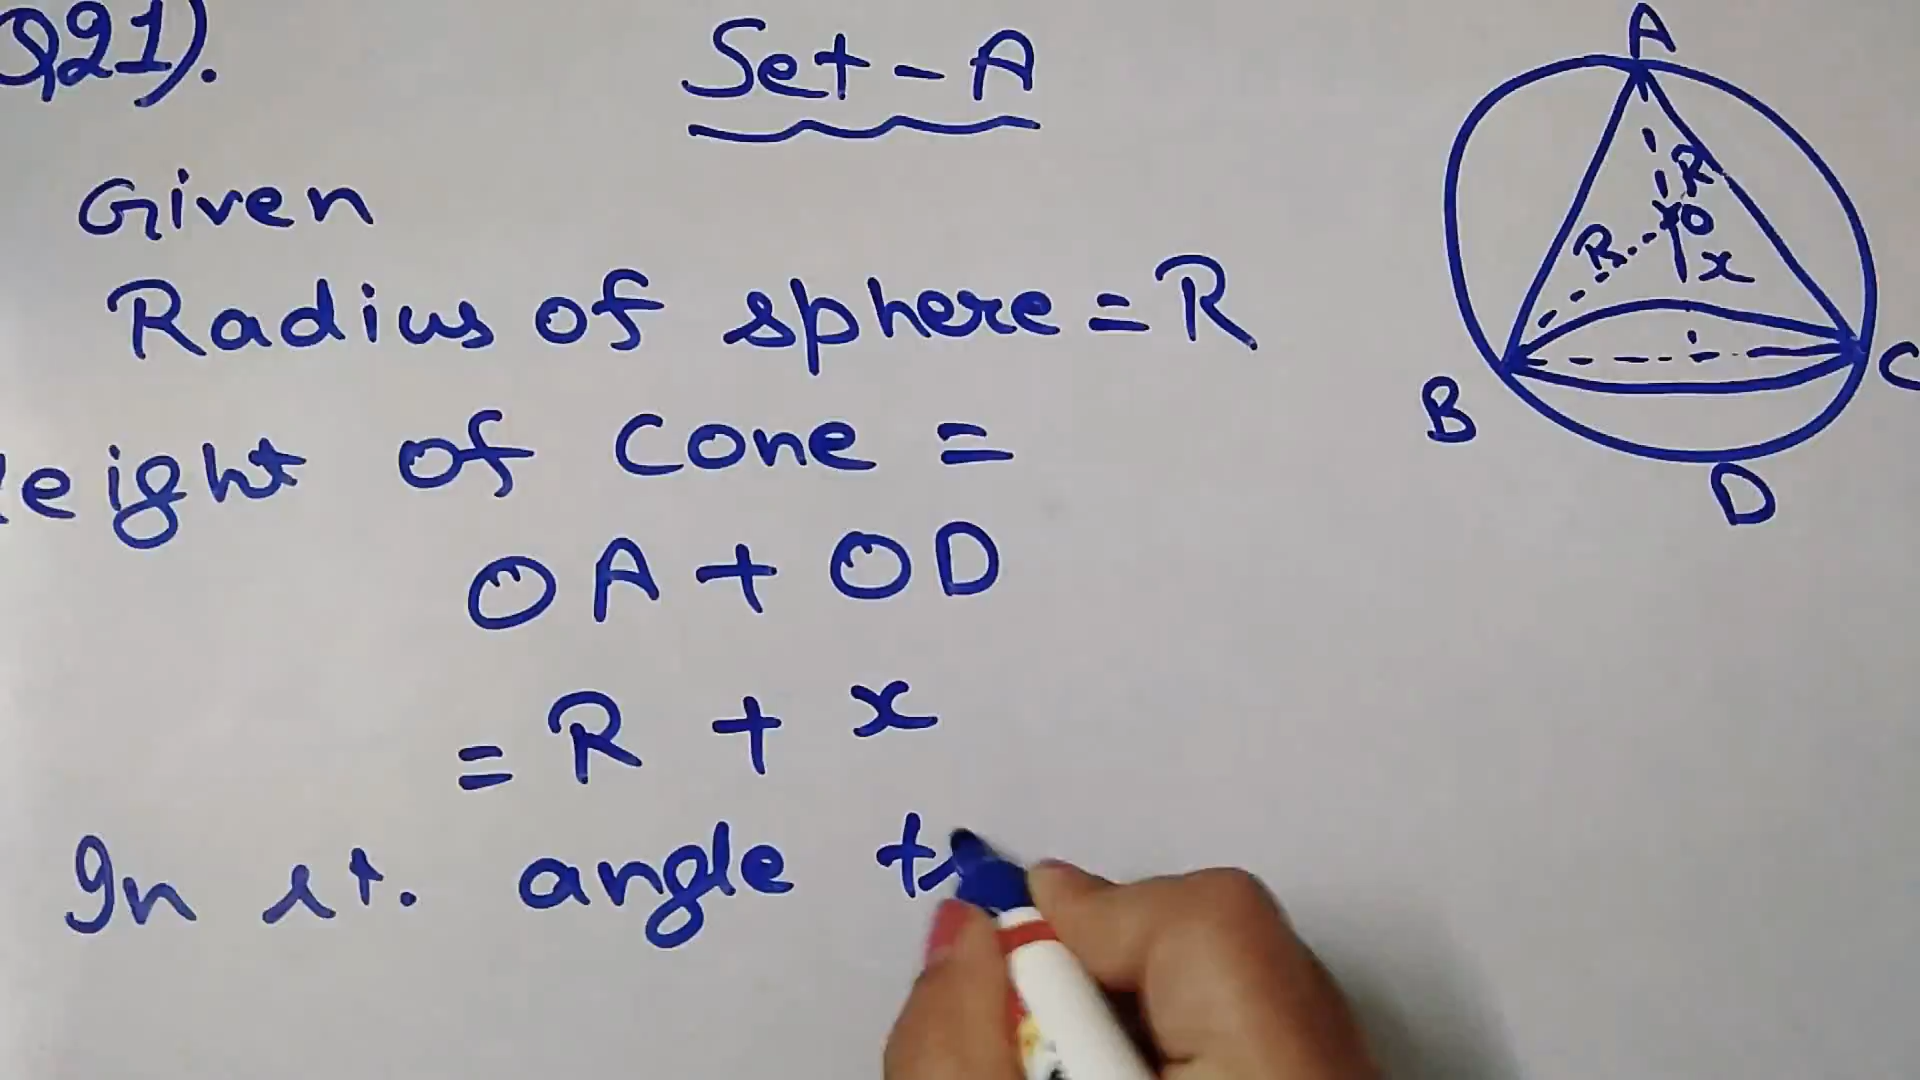 Q21).
Set - A
Given
Radius of sphere = R
eight of cone =
OA + OD
= R + x
In rt. angle
A
R
O
R
x
B
C
D